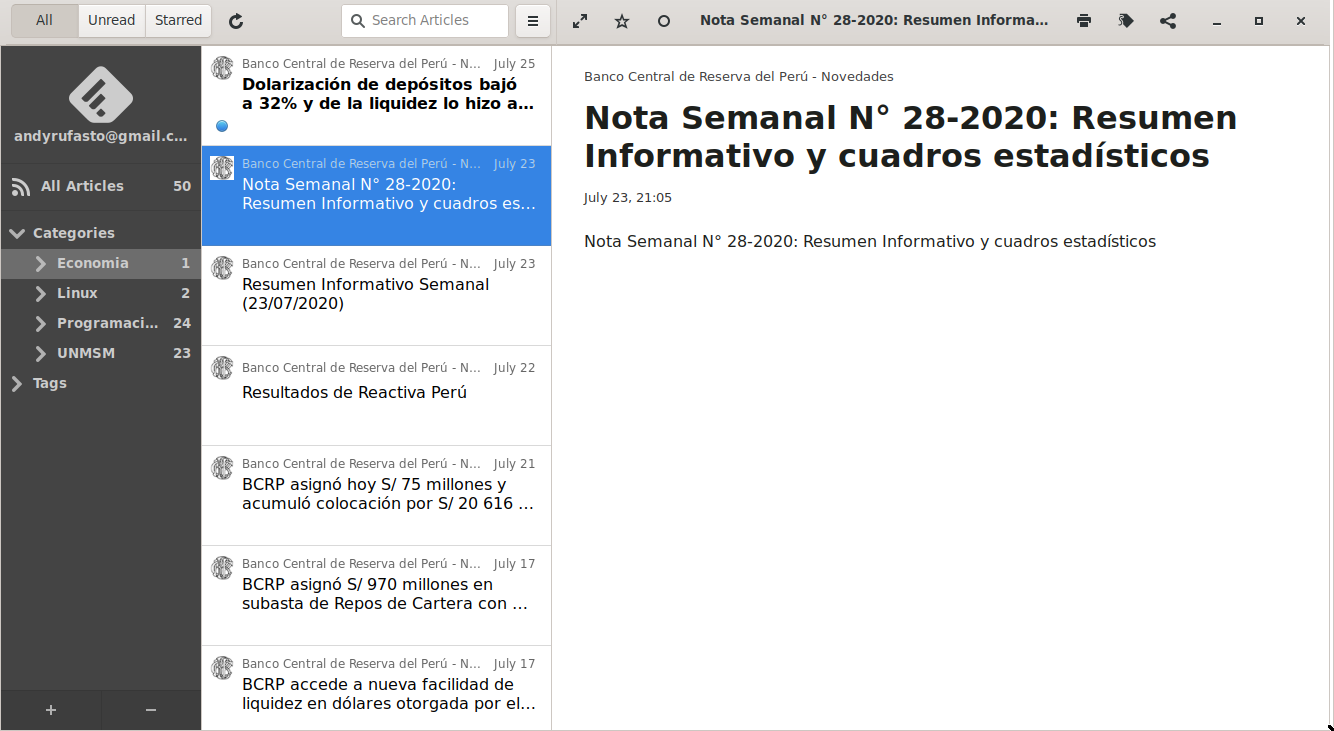 All Unread Starred Search Articles Nota Semanal N° 28-2020: Resumen Informa...
andyrufasto@gmail.c...
All Articles 50
Categories
Economia 1
Linux 2
Programaci... 24
UNMSM 23
Tags
+ −
Banco Central de Reserva del Perú - N... July 25
Dolarización de depósitos bajó
a 32% y de la liquidez lo hizo a...
Banco Central de Reserva del Perú - N... July 23
Nota Semanal N° 28-2020:
Resumen Informativo y cuadros es...
Banco Central de Reserva del Perú - N... July 23
Resumen Informativo Semanal
(23/07/2020)
Banco Central de Reserva del Perú - N... July 22
Resultados de Reactiva Perú
Banco Central de Reserva del Perú - N... July 21
BCRP asignó hoy S/ 75 millones y
acumuló colocación por S/ 20 616 ...
Banco Central de Reserva del Perú - N... July 17
BCRP asignó S/ 970 millones en
subasta de Repos de Cartera con ...
Banco Central de Reserva del Perú - N... July 17
BCRP accede a nueva facilidad de
liquidez en dólares otorgada por el...
Banco Central de Reserva del Perú - Novedades
Nota Semanal N° 28-2020: Resumen
Informativo y cuadros estadísticos
July 23, 21:05
Nota Semanal N° 28-2020: Resumen Informativo y cuadros estadísticos